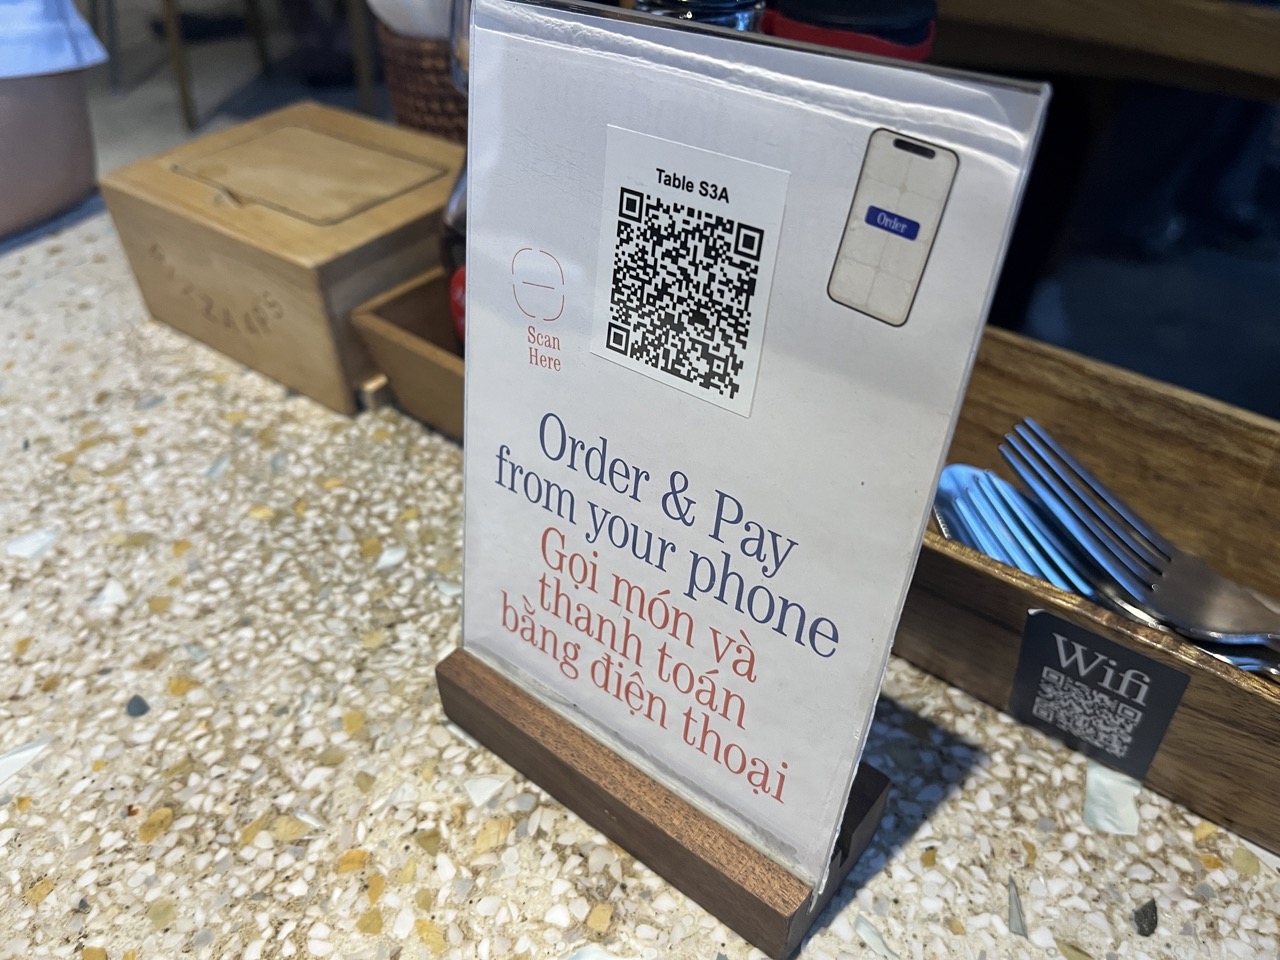 Table S3A
Order
Scan
Here
Order & Pay
from your phone
Gọi món và
thanh toán
bằng điện thoại
Wifi